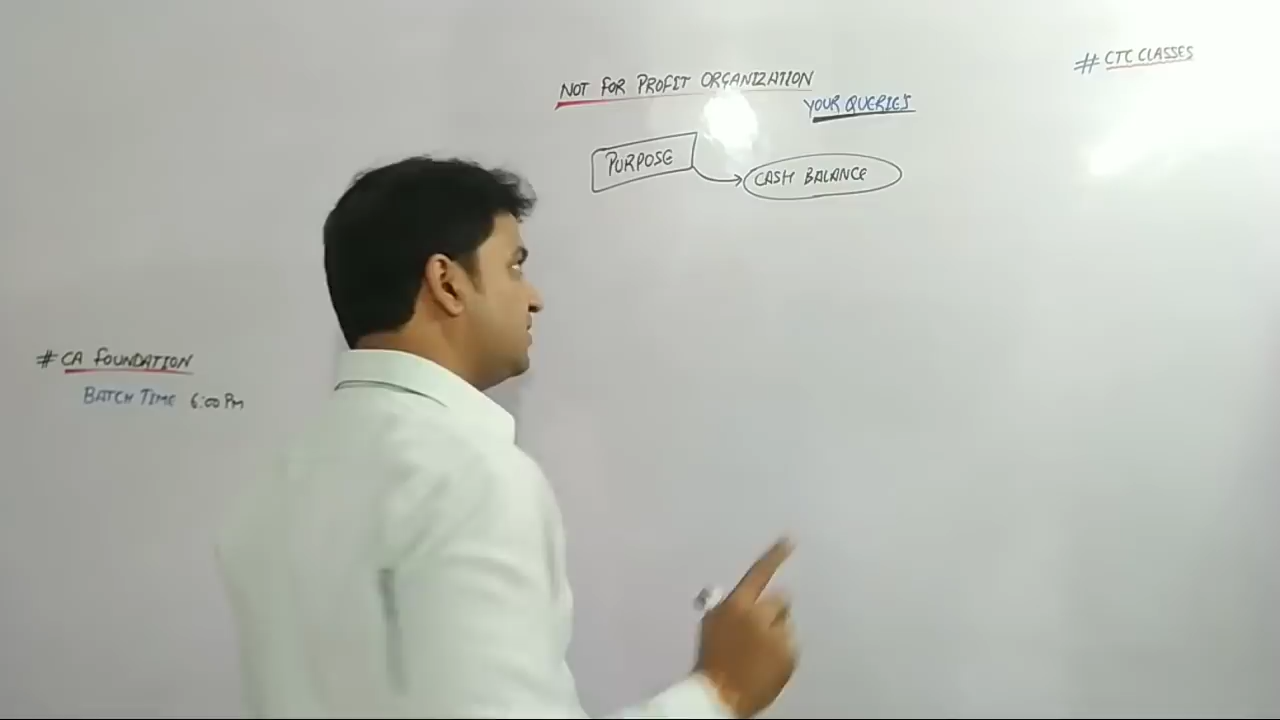 # CTC CLASSES
NOT FOR PROFIT ORGANIZATION
YOUR QUERIES
PURPOSE
CASH BALANCE
# CA FOUNDATION
BATCH TIME 6:00 PM